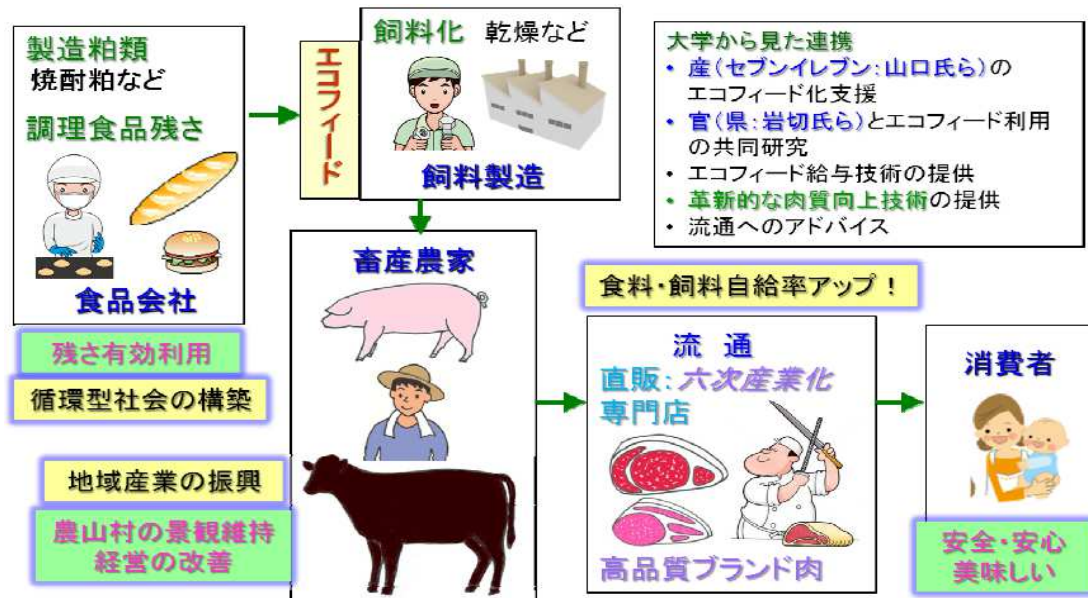 製造粕類
焼酎粕など
調理食品残さ
食品会社
残さ有効利用
循環型社会の構築
エコフィード
飼料化 乾燥など
飼料製造
大学から見た連携
• 産(セブンイレブン:山口氏ら)の
エコフィード化支援
• 官(県:岩切氏ら)とエコフィード利用
の共同研究
• エコフィード給与技術の提供
• 革新的な肉質向上技術の提供
• 流通へのアドバイス
畜産農家
地域産業の振興
農山村の景観維持
経営の改善
食料・飼料自給率アップ!
流 通
直販:六次産業化
専門店
高品質ブランド肉
消費者
安全・安心
美味しい